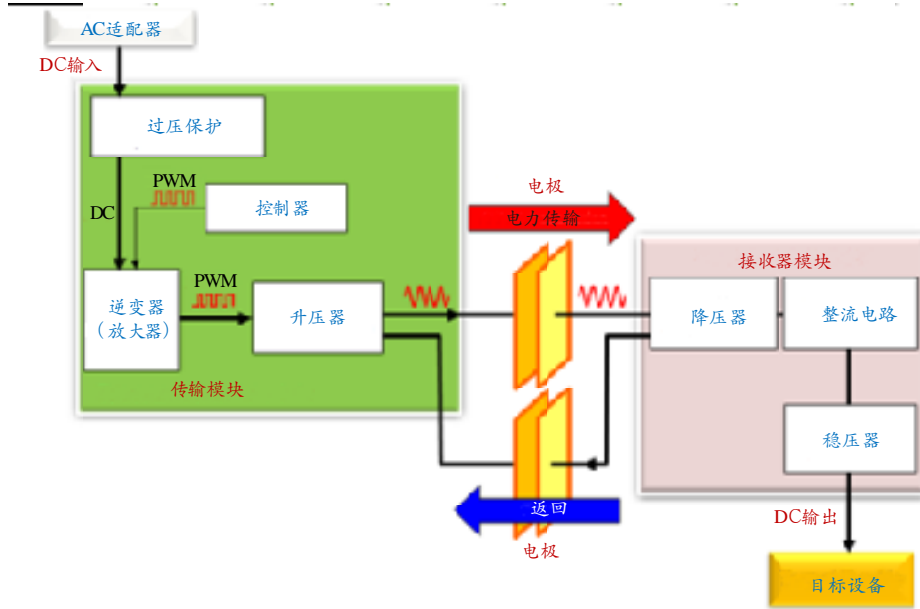 AC适配器
DC输入
过压保护
PWM
控制器
DC
电极
电力传输
接收器模块
逆变器
（放大器）
PWM
升压器
降压器
整流电路
传输模块
稳压器
返回
DC输出
电极
目标设备